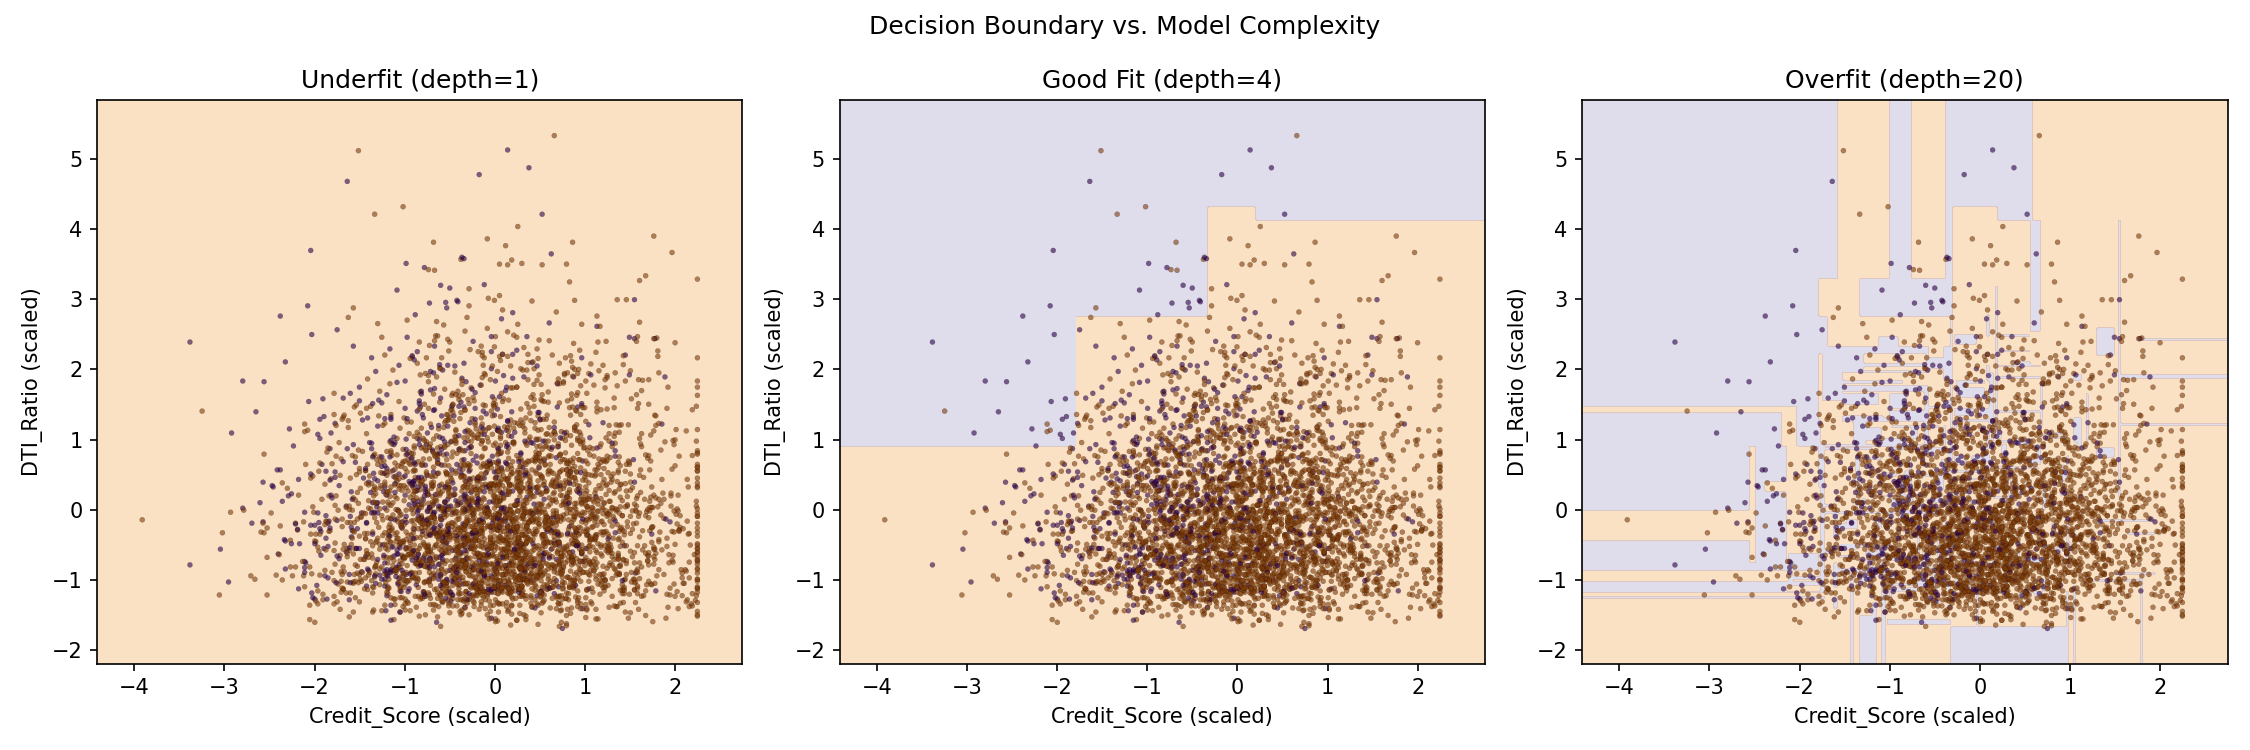 Decision Boundary vs. Model Complexity
Underfit (depth=1)
Good Fit (depth=4)
Overfit (depth=20)
DTI_Ratio (scaled)
5
4
3
2
1
0
−1
−2
−4 −3 −2 −1 0 1 2
Credit_Score (scaled)
DTI_Ratio (scaled)
5
4
3
2
1
0
−1
−2
−4 −3 −2 −1 0 1 2
Credit_Score (scaled)
DTI_Ratio (scaled)
5
4
3
2
1
0
−1
−2
−4 −3 −2 −1 0 1 2
Credit_Score (scaled)